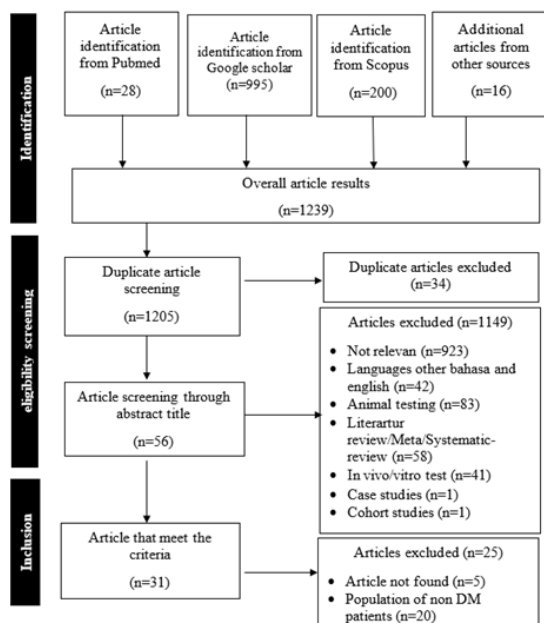 Identification
Article identification
from Pubmed
(n=28)
Article
identification from
Google scholar
(n=995)
Article
identification
from Scopus
(n=200)
Additional
articles from
other sources
(n=16)
Overall article results
(n=1239)
eligibility screening
Duplicate article
screening
(n=1205)
Duplicate articles excluded
(n=34)
Article screening through
abstract title
(n=56)
Articles excluded (n=1149)
• Not relevan (n=923)
• Languages other bahasa and
english (n=42)
• Animal testing (n=83)
• Literartur
review/Meta/Systematic-
review (n=58)
• In vivo/vitro test (n=41)
• Case studies (n=1)
• Cohort studies (n=1)
Inclusion
Article that meet the
criteria
(n=31)
Articles excluded (n=25)
• Article not found (n=5)
• Population of non DM
patients (n=20)